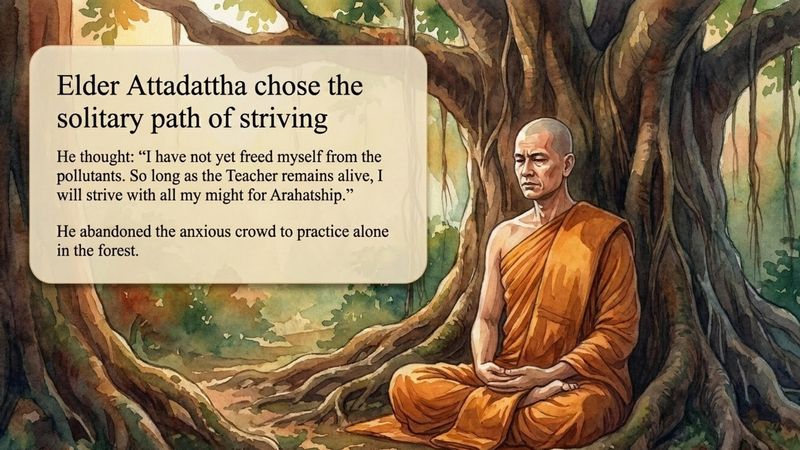 Elder Attadattha chose the
solitary path of striving
He thought: “I have not yet freed myself from the
pollutants. So long as the Teacher remains alive, I
will strive with all my might for Arahatship.”
He abandoned the anxious crowd to practice alone
in the forest.